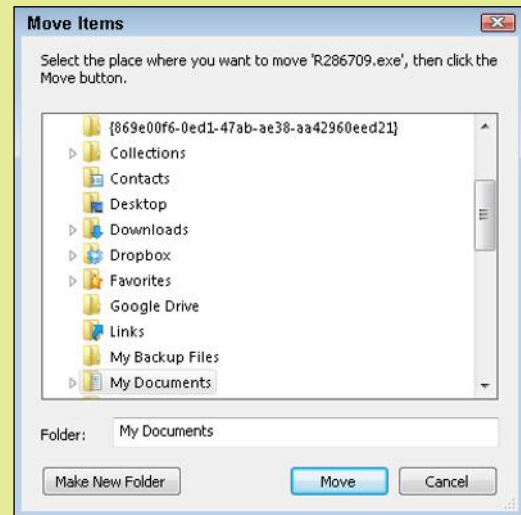 Move Items
Select the place where you want to move 'R286709.exe', then click the
Move button.
{869e00f6-0ed1-47ab-ae38-aa42960eed21}
Collections
Contacts
Desktop
Downloads
Dropbox
Favorites
Google Drive
Links
My Backup Files
My Documents
Folder: My Documents
Make New Folder Move Cancel